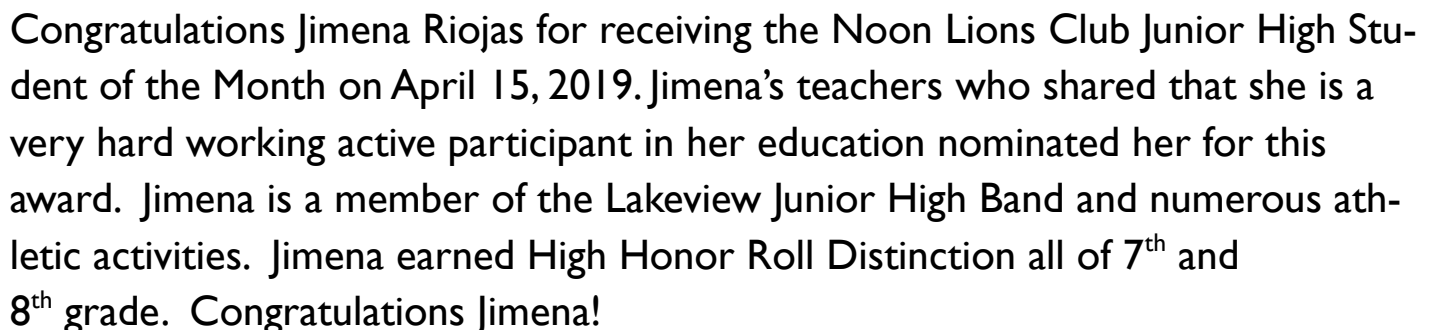 Congratulations Jimena Riojas for receiving the Noon Lions Club Junior High Stu-
dent of the Month on April 15, 2019. Jimena’s teachers who shared that she is a
very hard working active participant in her education nominated her for this
award.  Jimena is a member of the Lakeview Junior High Band and numerous ath-
letic activities.  Jimena earned High Honor Roll Distinction all of 7th and
8th grade.  Congratulations Jimena!